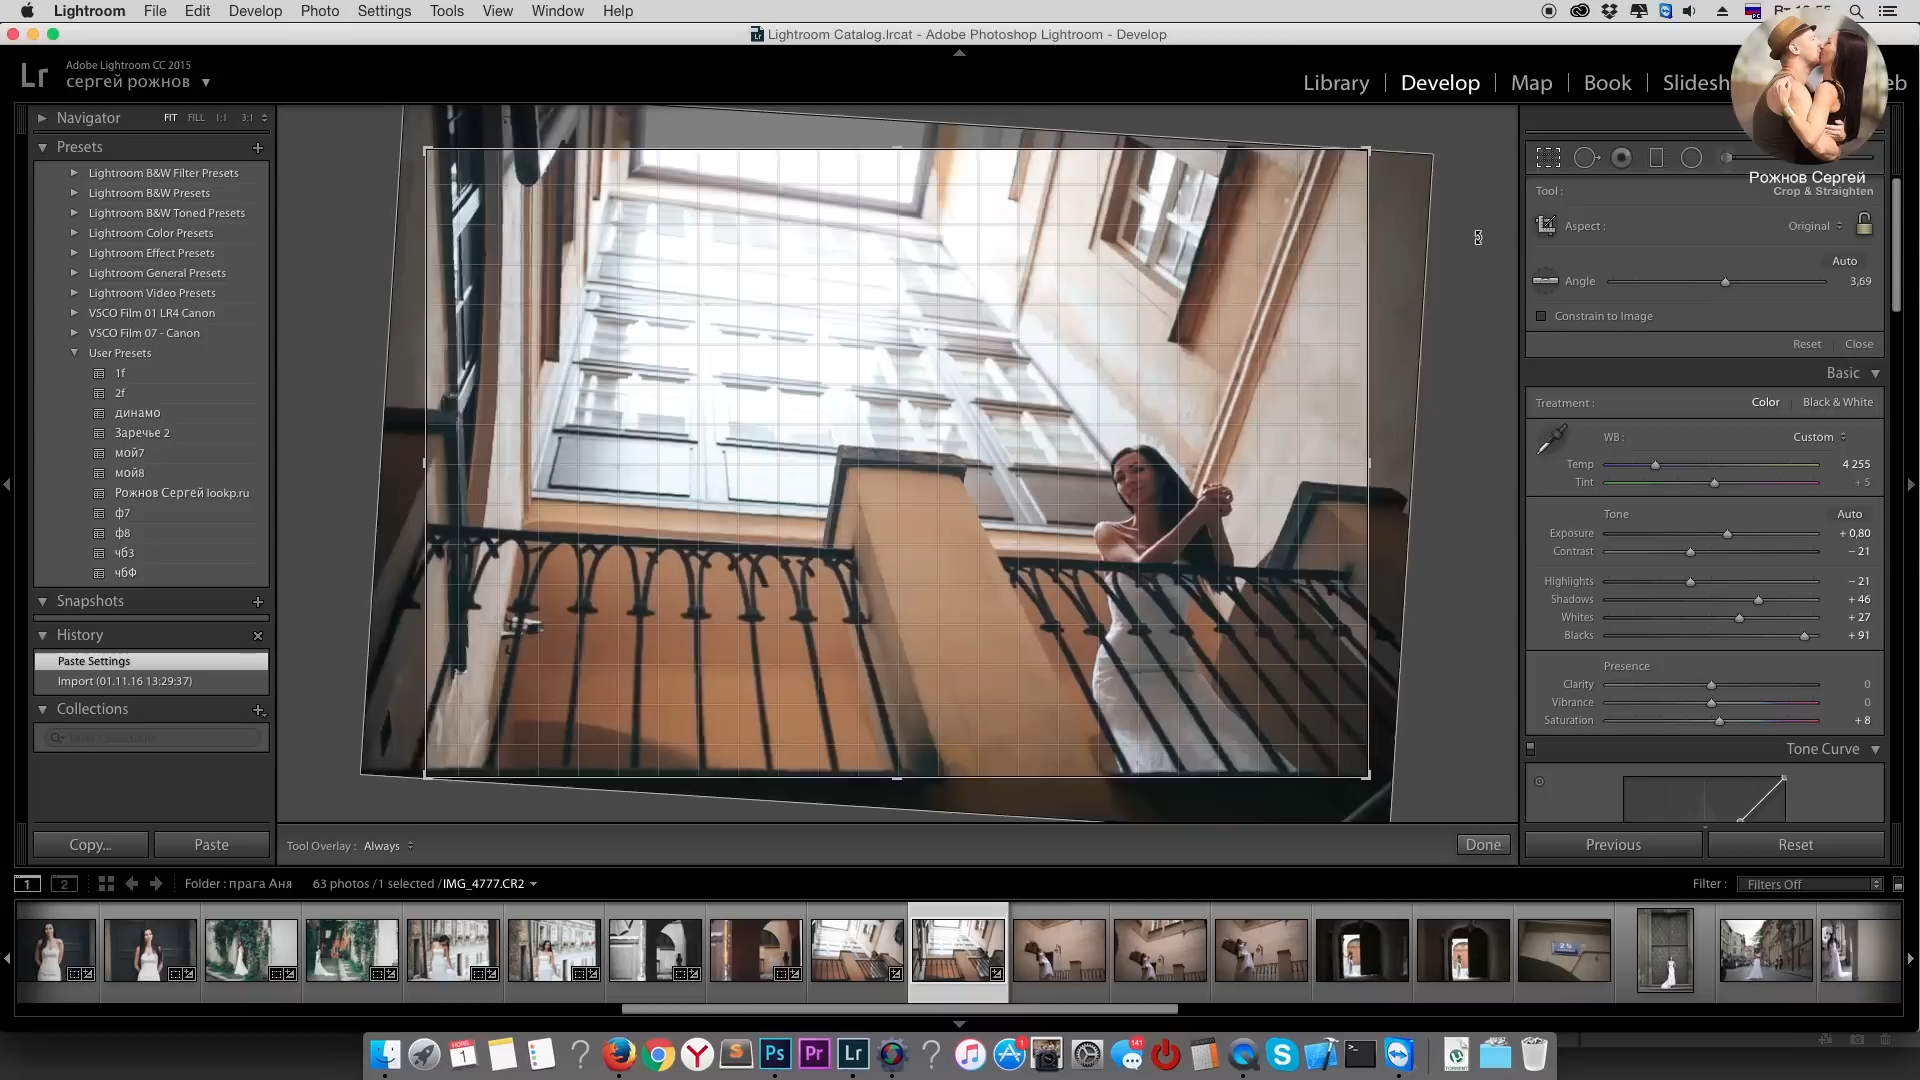 Lightroom File Edit Develop Photo Settings Tools View Window Help
Lightroom Catalog.lrcat - Adobe Photoshop Lightroom - Develop
Lr Adobe Lightroom CC 2015
сергей рожнов
Library Develop Map Book Slidesh eb
Рожнов Сергей
Navigator FIT FILL 1:1 3:1
Presets
Lightroom B&W Filter Presets
Lightroom B&W Presets
Lightroom B&W Toned Presets
Lightroom Color Presets
Lightroom Effect Presets
Lightroom General Presets
Lightroom Video Presets
VSCO Film 01 LR4 Canon
VSCO Film 07 - Canon
User Presets
1f
2f
динамо
Заречье 2
мой7
мой8
Рожнов Сергей lookp.ru
ф7
ф8
чб3
чбФ
Snapshots
History
Paste Settings
Import (01.11.16 13:29:37)
Collections
Copy... Paste
Tool Overlay : Always
Done
Tool : Crop & Straighten
Aspect : Original
Auto
Angle 3,69
Constrain to Image
Reset Close
Basic
Treatment : Color Black & White
WB : Custom
Temp 4 255
Tint + 5
Tone Auto
Exposure + 0,80
Contrast – 21
Highlights – 21
Shadows + 46
Whites + 27
Blacks + 91
Presence
Clarity 0
Vibrance 0
Saturation + 8
Tone Curve
Previous Reset
1 2 Folder : прага Аня 63 photos / 1 selected / IMG_4777.CR2
Filter : Filters Off
Ps Pr Lr